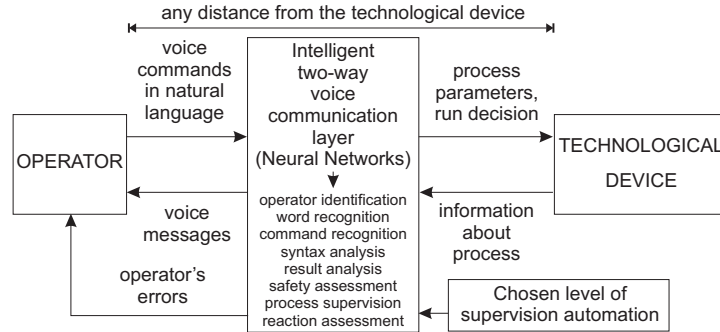 any distance from the technological device
voice
commands
in natural
language
Intelligent
two-way
voice
communication
layer
(Neural Networks)
process
parameters,
run decision
OPERATOR
TECHNOLOGICAL
DEVICE
operator identification
word recognition
command recognition
syntax analysis
result analysis
safety assessment
process supervision
reaction assessment
voice
messages
information
about
process
operator's
errors
Chosen level of
supervision automation